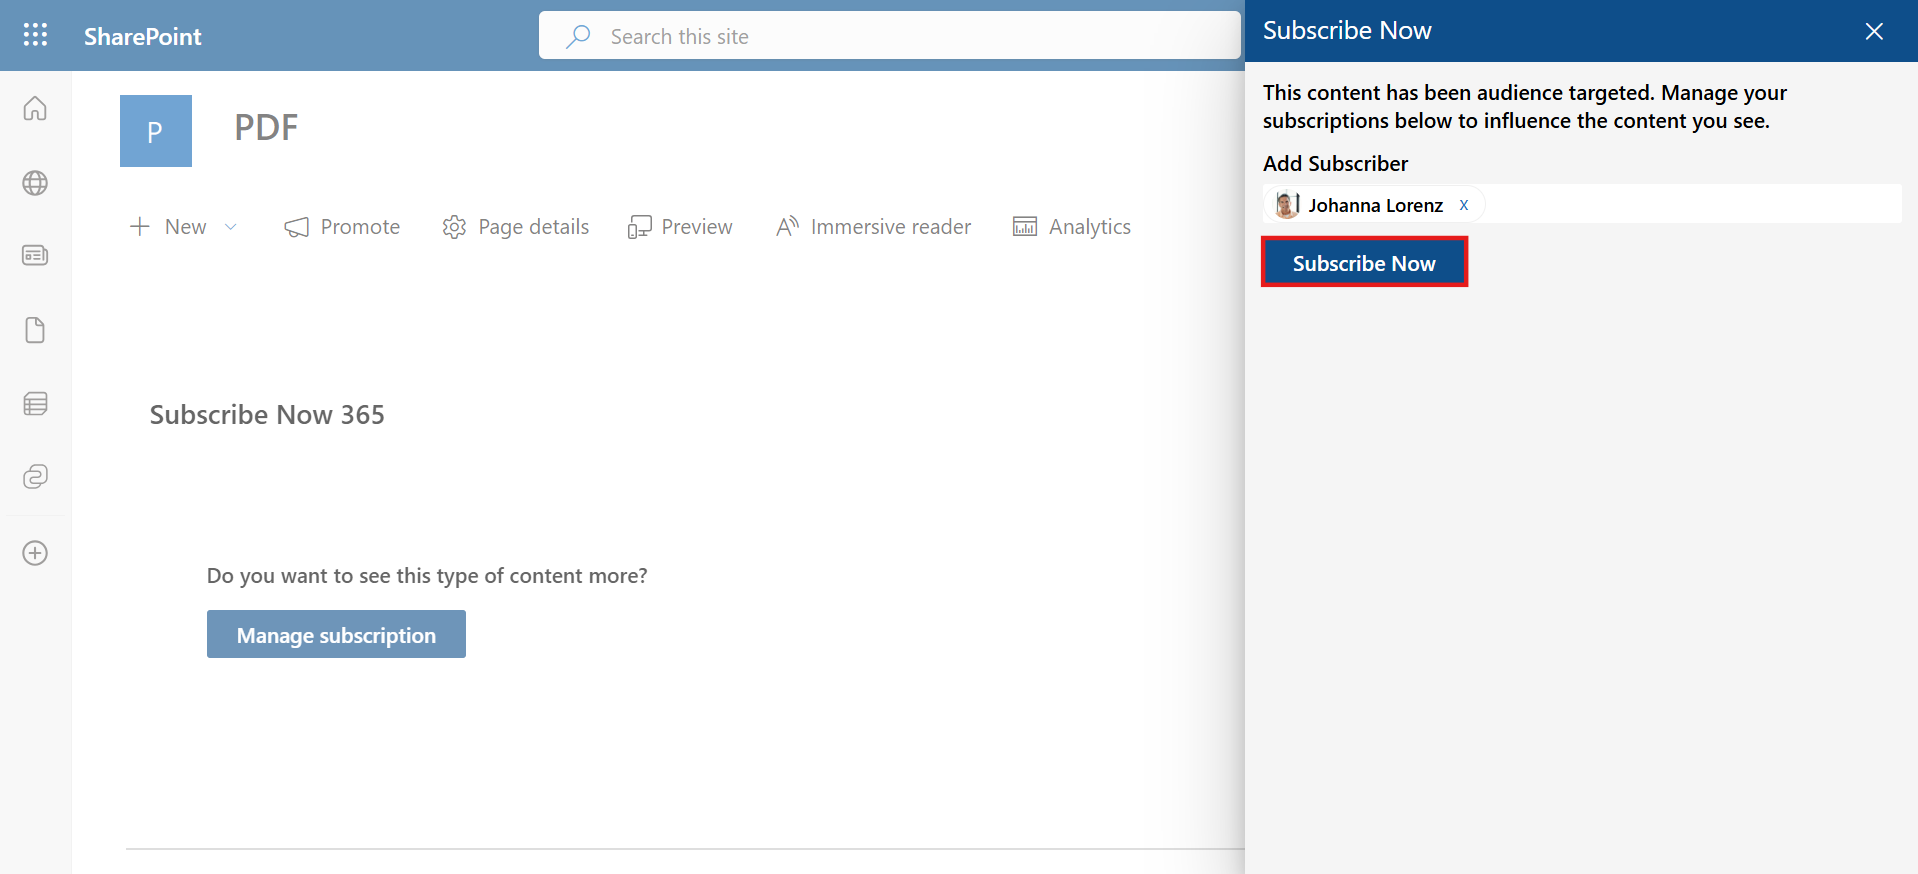 SharePoint
Search this site
P
PDF
New
Promote
Page details
Preview
Immersive reader
Analytics
Subscribe Now 365
Do you want to see this type of content more?
Manage subscription
Subscribe Now
This content has been audience targeted. Manage your
subscriptions below to influence the content you see.
Add Subscriber
Johanna Lorenz x
Subscribe Now